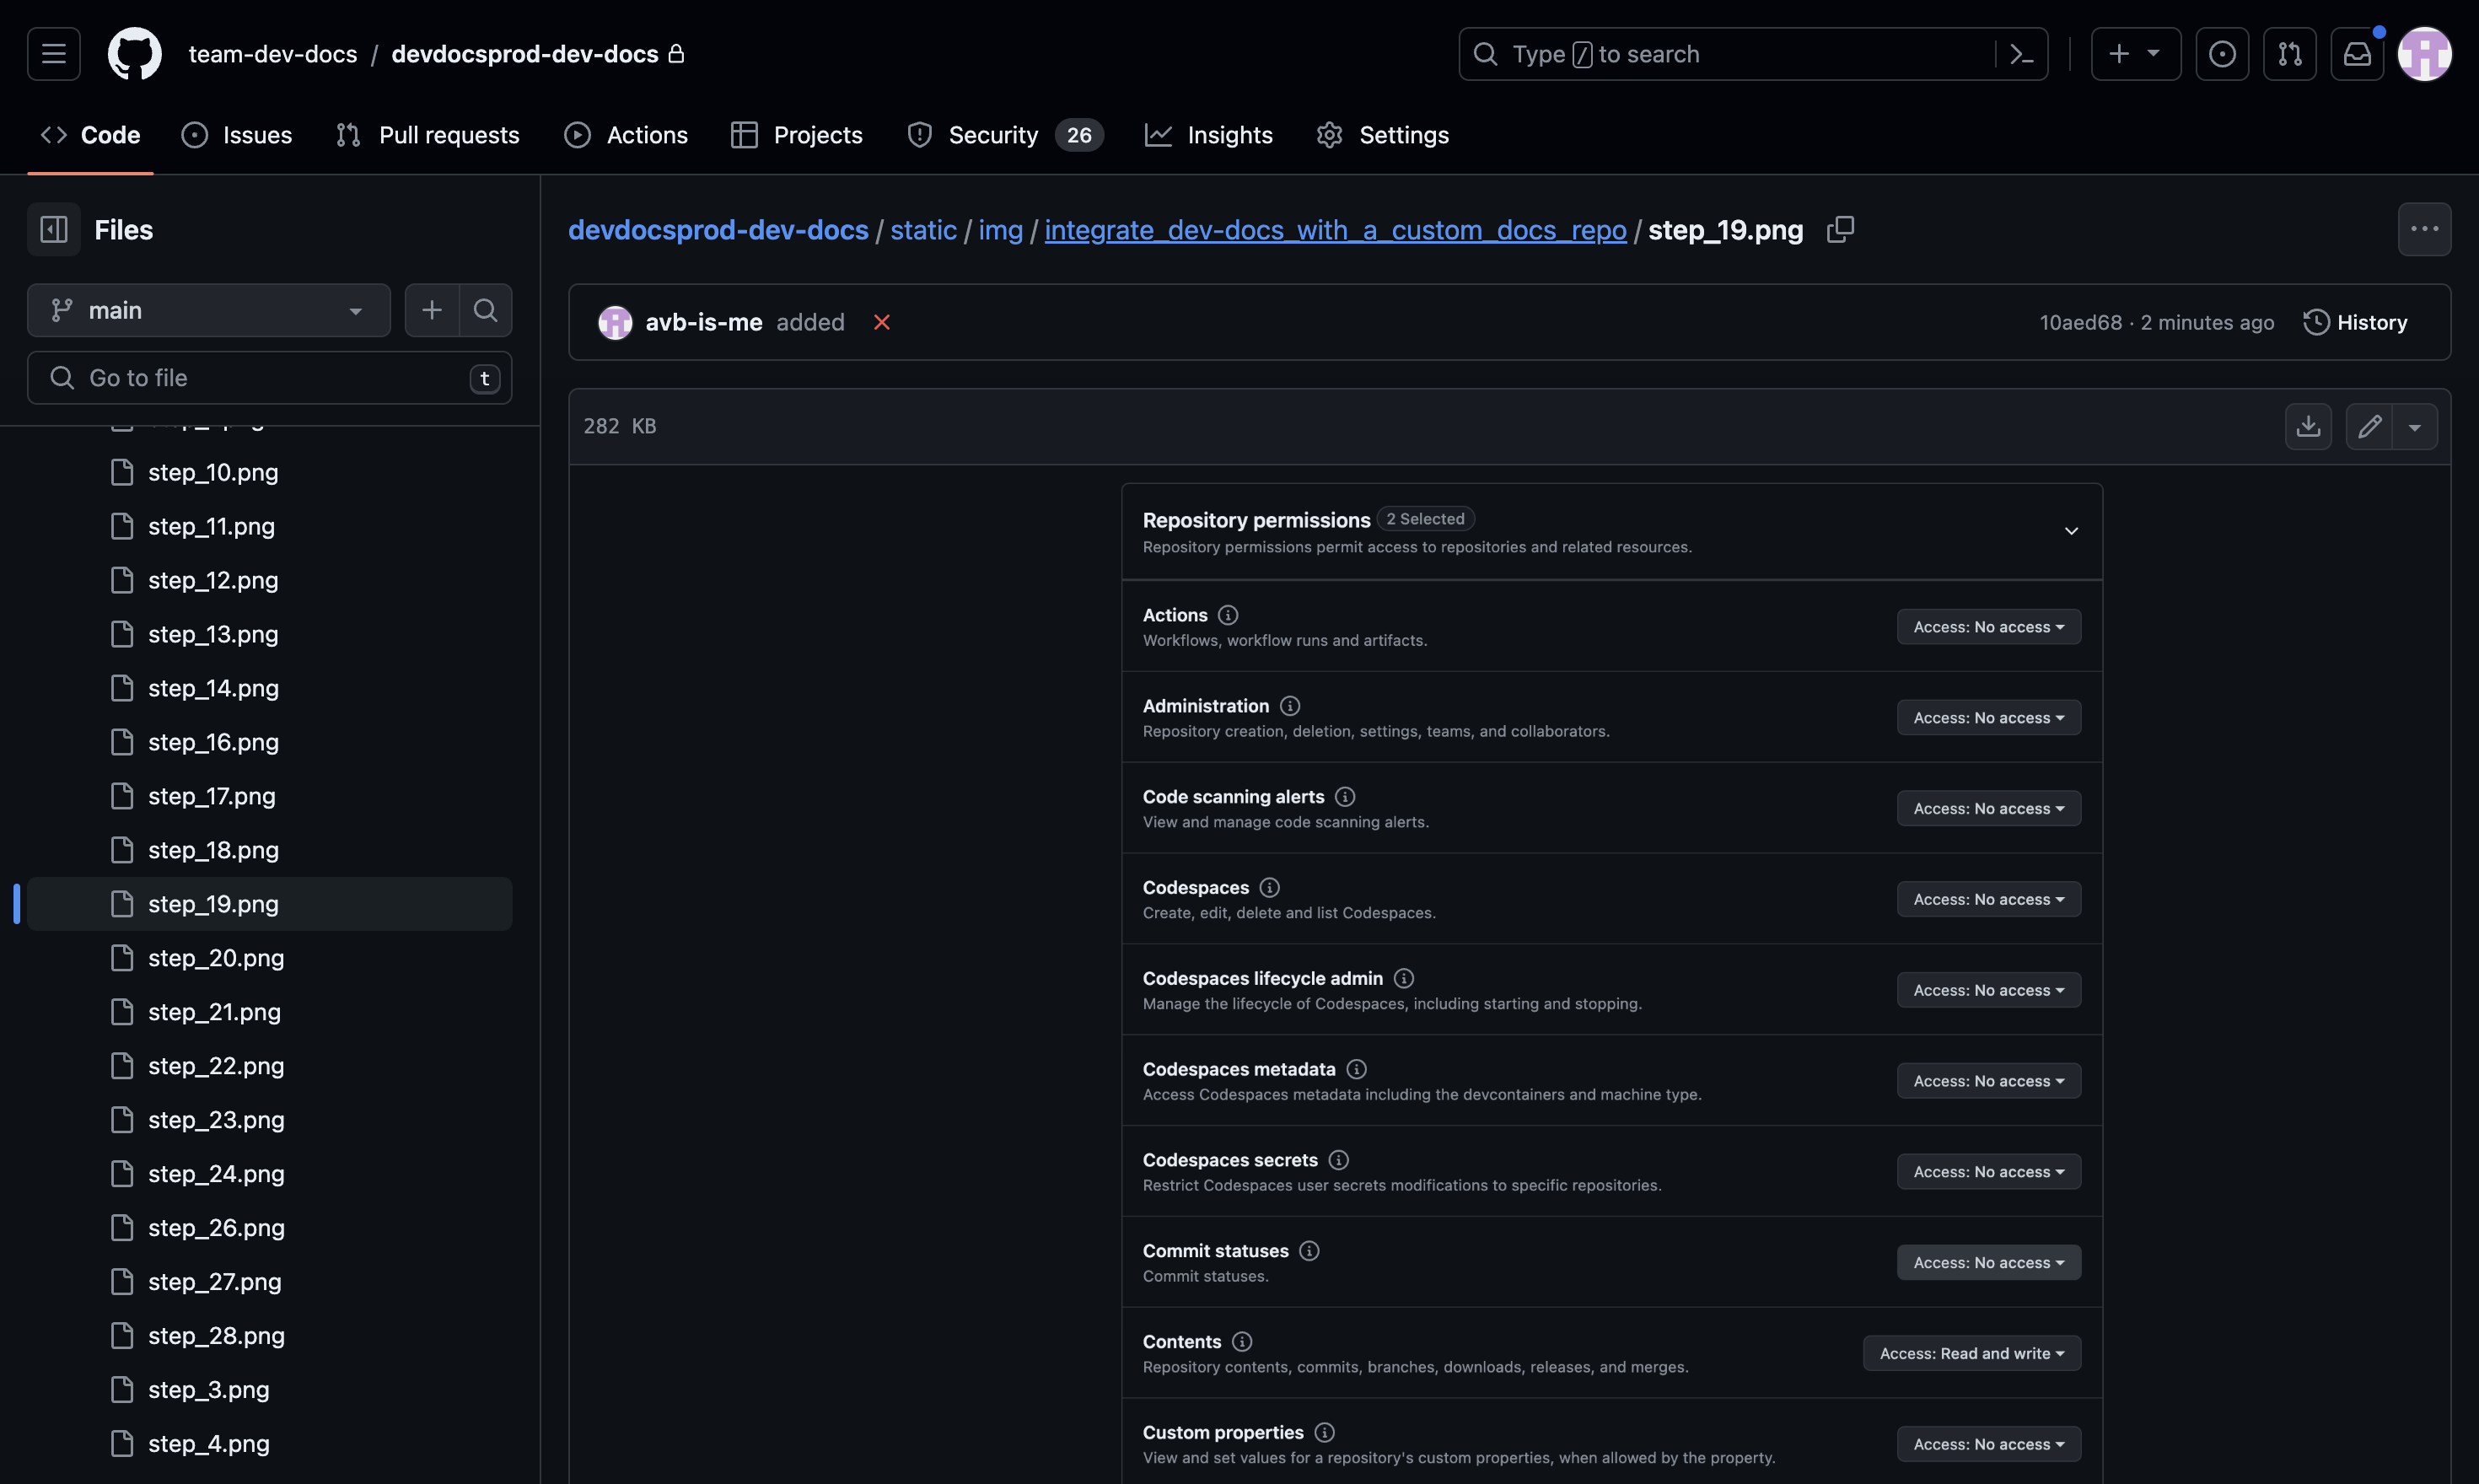 team-dev-docs / devdocsprod-dev-docs
Type / to search
Code
Issues
Pull requests
Actions
Projects
Security 26
Insights
Settings
Files
main
Go to file
t
step_10.png
step_11.png
step_12.png
step_13.png
step_14.png
step_16.png
step_17.png
step_18.png
step_19.png
step_20.png
step_21.png
step_22.png
step_23.png
step_24.png
step_26.png
step_27.png
step_28.png
step_3.png
step_4.png
devdocsprod-dev-docs / static / img / integrate_dev-docs_with_a_custom_docs_repo / step_19.png
avb-is-me added
10aed68 · 2 minutes ago
History
282 KB
Repository permissions 2 Selected
Repository permissions permit access to repositories and related resources.
Actions
Workflows, workflow runs and artifacts.
Access: No access
Administration
Repository creation, deletion, settings, teams, and collaborators.
Access: No access
Code scanning alerts
View and manage code scanning alerts.
Access: No access
Codespaces
Create, edit, delete and list Codespaces.
Access: No access
Codespaces lifecycle admin
Manage the lifecycle of Codespaces, including starting and stopping.
Access: No access
Codespaces metadata
Access Codespaces metadata including the devcontainers and machine type.
Access: No access
Codespaces secrets
Restrict Codespaces user secrets modifications to specific repositories.
Access: No access
Commit statuses
Commit statuses.
Access: No access
Contents
Repository contents, commits, branches, downloads, releases, and merges.
Access: Read and write
Custom properties
View and set values for a repository's custom properties, when allowed by the property.
Access: No access